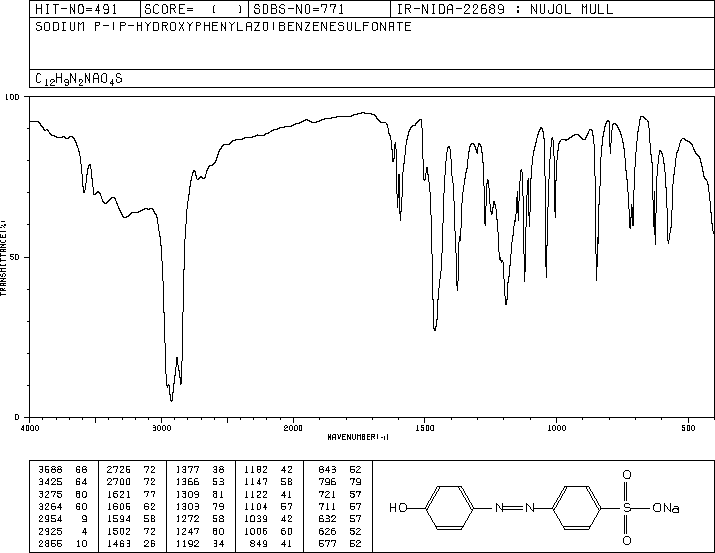 HIT-NO=491 SCORE= ( ) SDBS-NO=771 IR-NIDA-22689 : NUJOL MULL
SODIUM P-(P-HYDROXYPHENYLAZO)BENZENESULFONATE
C12H9N2NAO4S
100
50
0
TRANSMITTANCE(%)
4000 3000 2000 1500 1000 500
WAVENUMBER(-1)
3588 68 2726 72 1377 38 1182 42 843 52
3425 64 2700 72 1366 53 1147 58 796 79
3275 60 1621 77 1309 81 1122 41 721 57
3264 60 1606 62 1303 79 1104 57 711 57
2954 9 1594 58 1272 58 1039 42 632 57
2925 4 1502 72 1247 60 1006 60 626 52
2855 10 1463 26 1192 34 849 41 577 52
HO N N O S ONa O